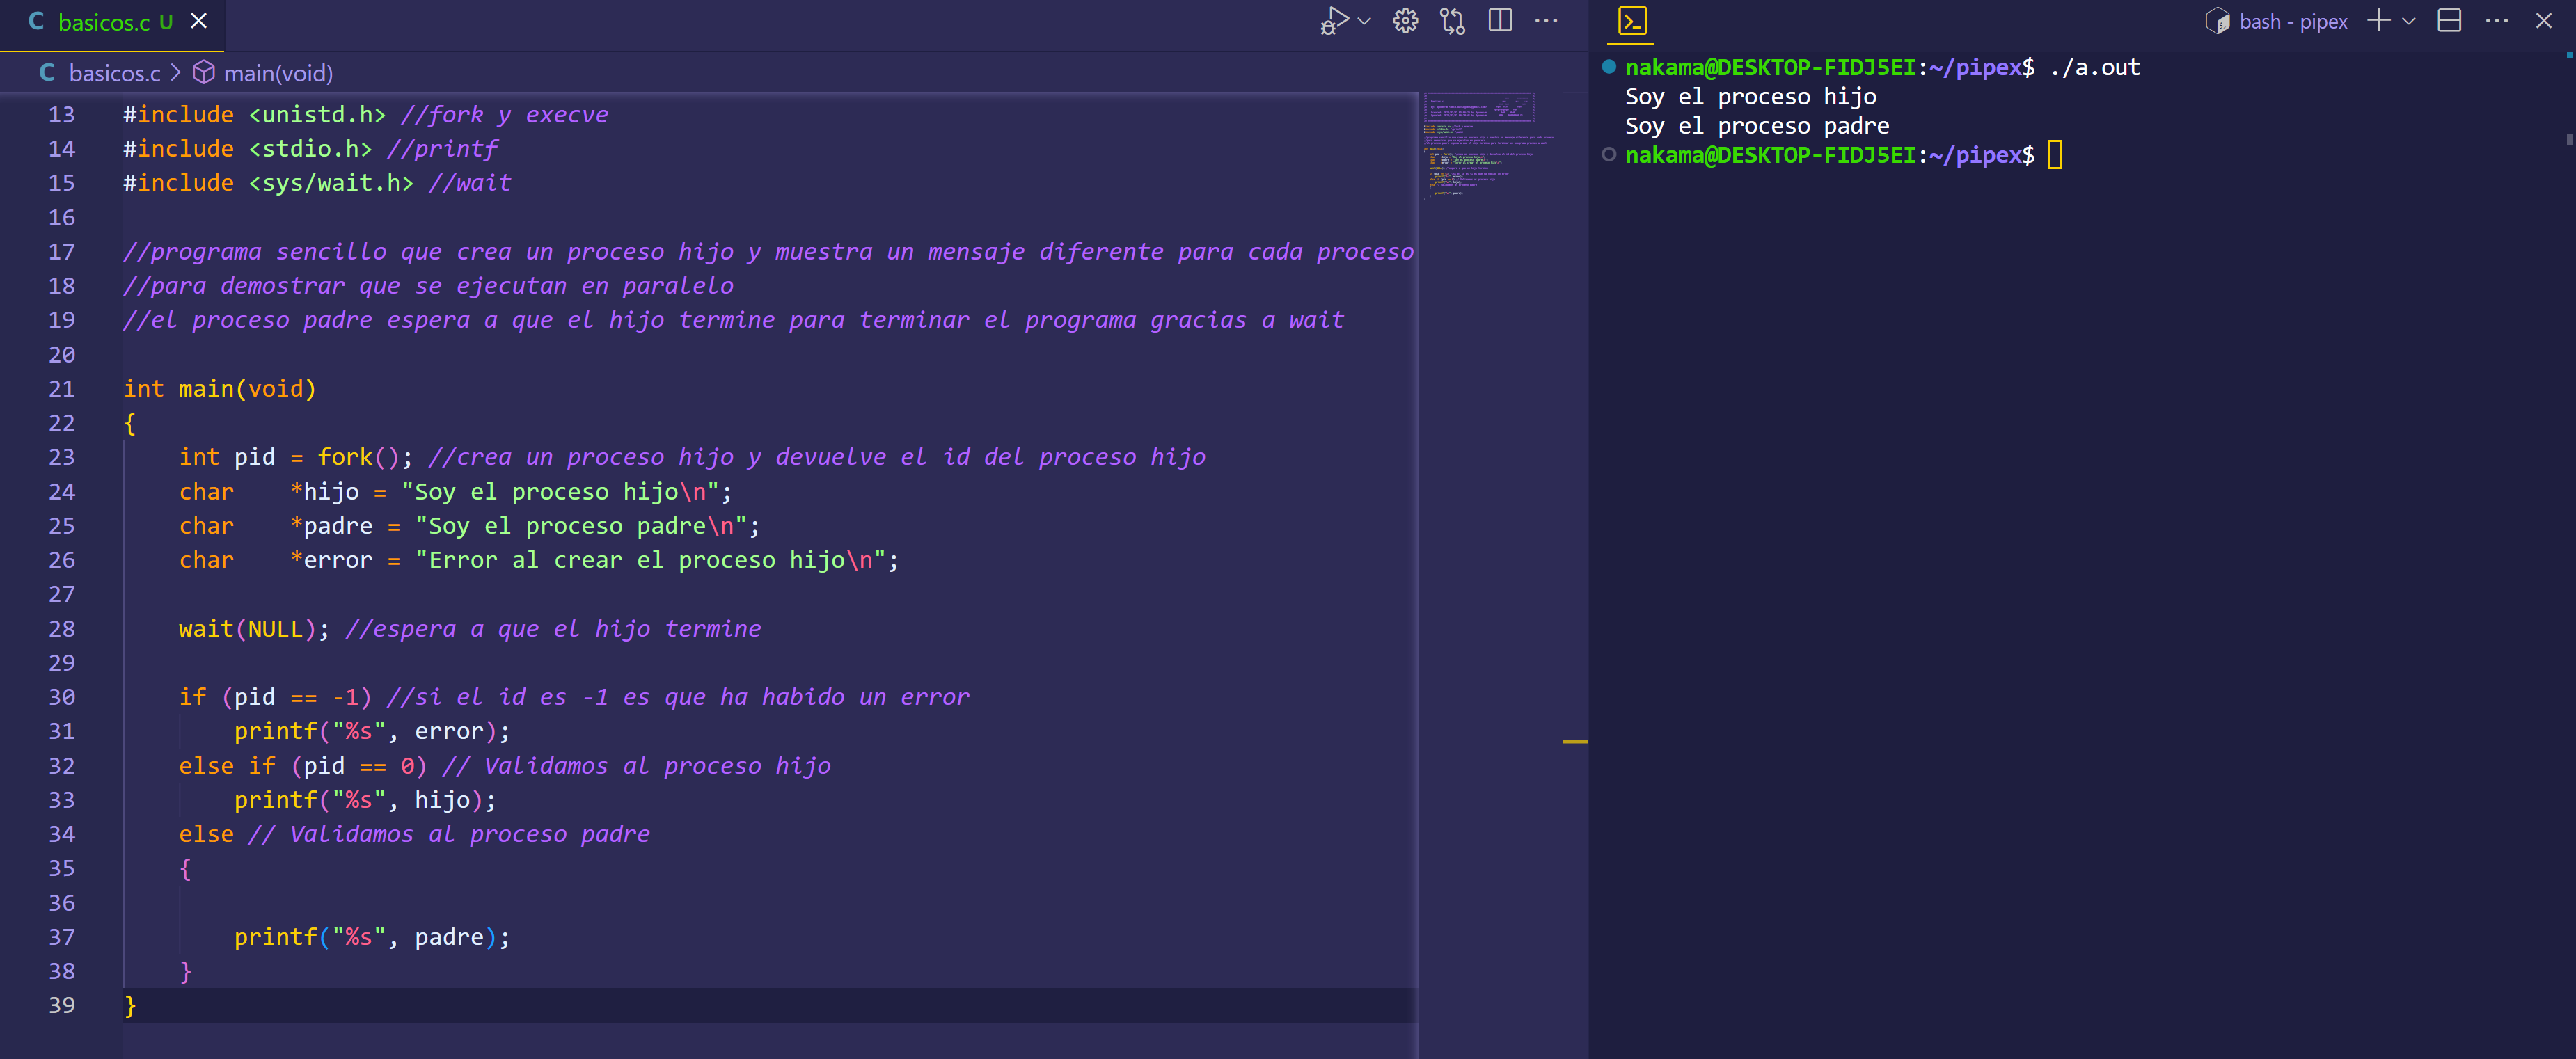 C basicos.c U
C basicos.c > main(void)
13 #include <unistd.h> //fork y execve
14 #include <stdio.h> //printf
15 #include <sys/wait.h> //wait
16
17 //programa sencillo que crea un proceso hijo y muestra un mensaje diferente para cada proceso
18 //para demostrar que se ejecutan en paralelo
19 //el proceso padre espera a que el hijo termine para terminar el programa gracias a wait
20
21 int main(void)
22 {
23     int pid = fork(); //crea un proceso hijo y devuelve el id del proceso hijo
24     char    *hijo = "Soy el proceso hijo\n";
25     char    *padre = "Soy el proceso padre\n";
26     char    *error = "Error al crear el proceso hijo\n";
27
28     wait(NULL); //espera a que el hijo termine
29
30     if (pid == -1) //si el id es -1 es que ha habido un error
31         printf("%s", error);
32     else if (pid == 0) // Validamos al proceso hijo
33         printf("%s", hijo);
34     else // Validamos al proceso padre
35     {
36
37         printf("%s", padre);
38     }
39 }
bash - pipex
nakama@DESKTOP-FIDJ5EI:~/pipex$ ./a.out
Soy el proceso hijo
Soy el proceso padre
nakama@DESKTOP-FIDJ5EI:~/pipex$